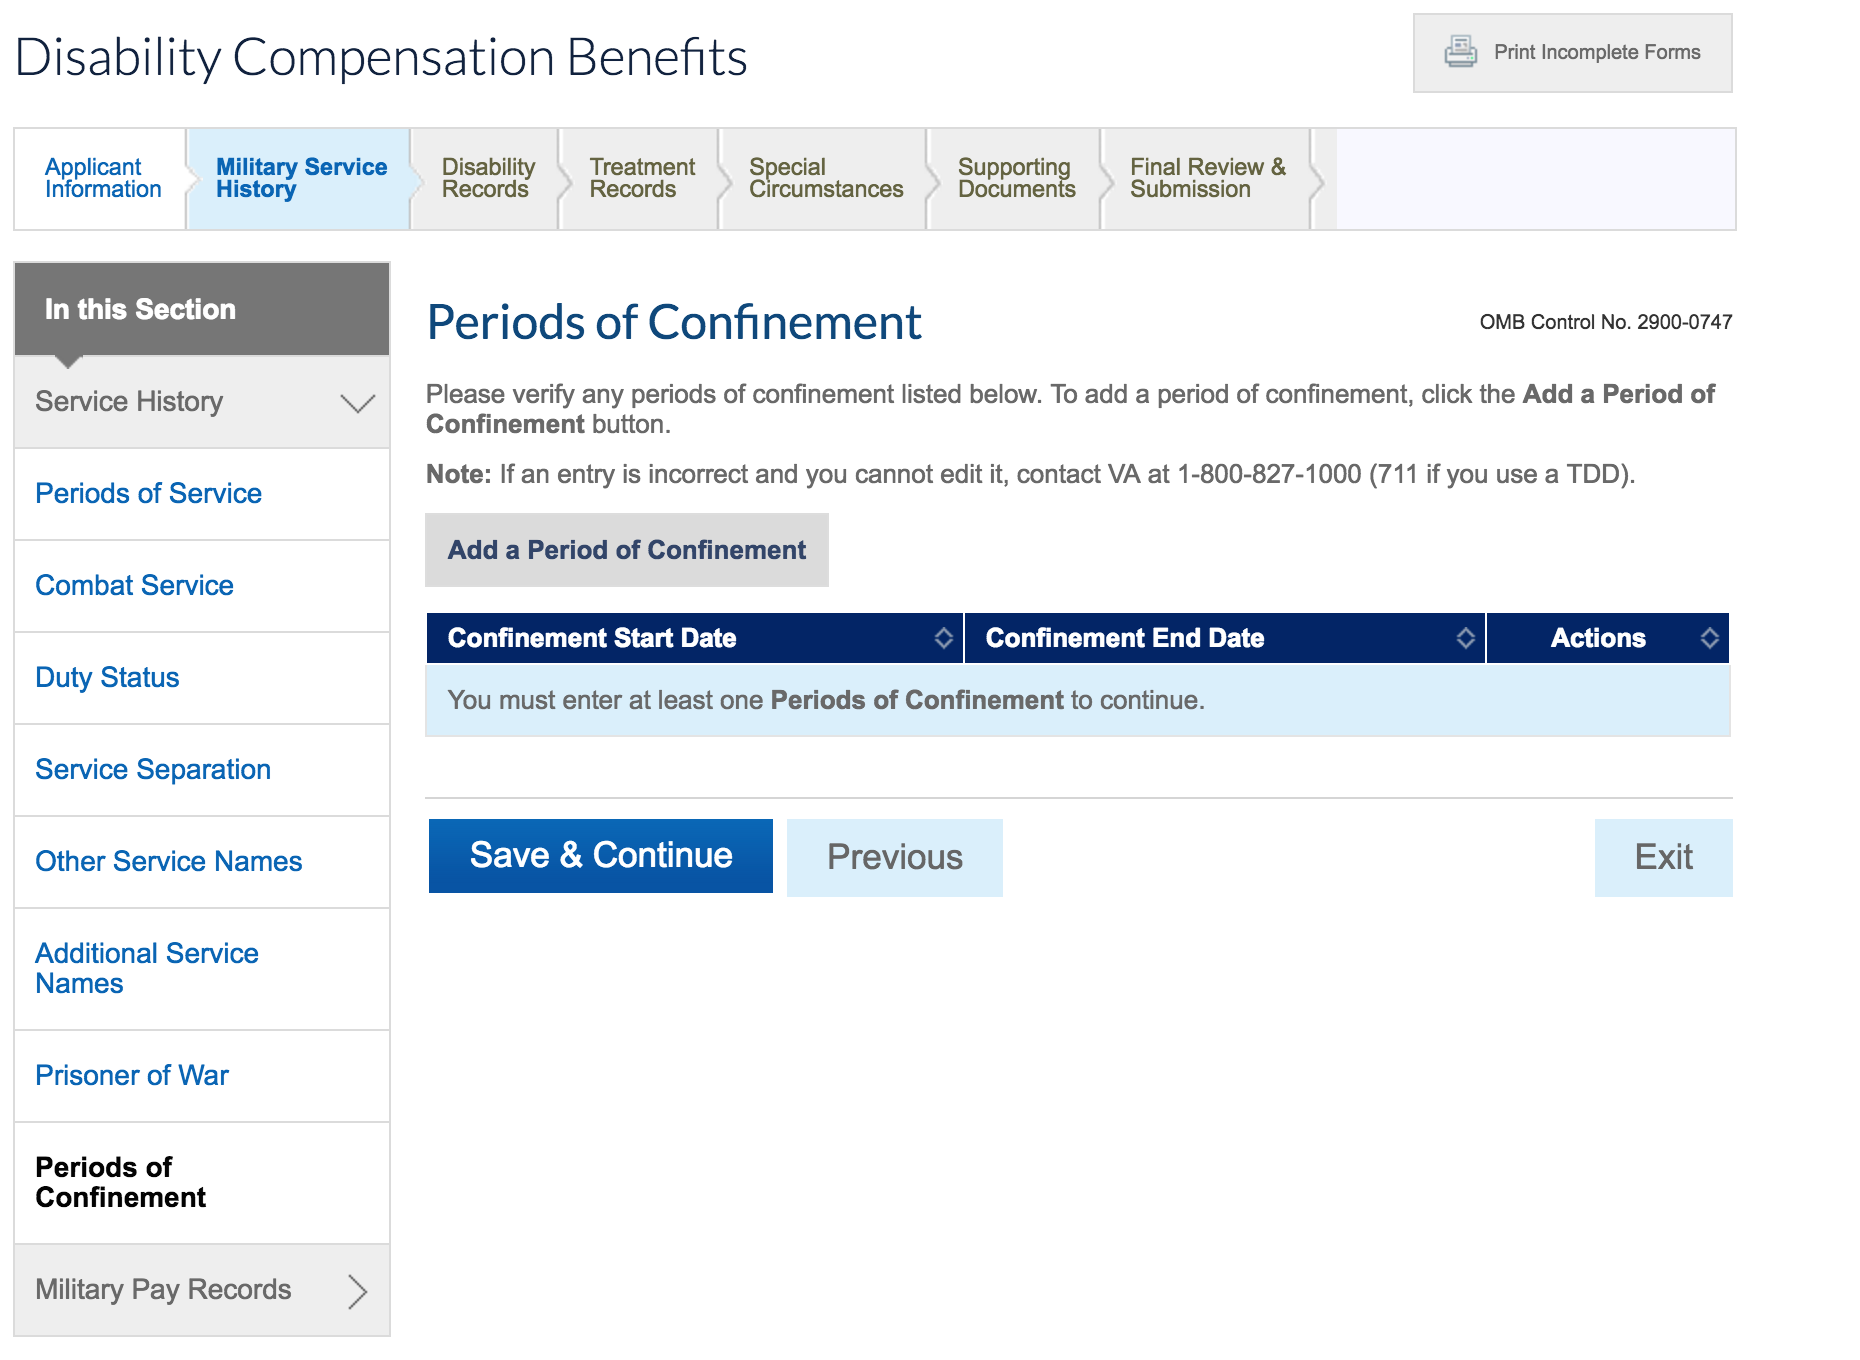 Disability Compensation Benefits
Print Incomplete Forms
Applicant
Information
Military Service
History
Disability
Records
Treatment
Records
Special
Circumstances
Supporting
Documents
Final Review &
Submission
In this Section
Service History
Periods of Service
Combat Service
Duty Status
Service Separation
Other Service Names
Additional Service
Names
Prisoner of War
Periods of
Confinement
Military Pay Records
Periods of Confinement
OMB Control No. 2900-0747
Please verify any periods of confinement listed below. To add a period of confinement, click the Add a Period of
Confinement button.
Note: If an entry is incorrect and you cannot edit it, contact VA at 1-800-827-1000 (711 if you use a TDD).
Add a Period of Confinement
Confinement Start Date
Confinement End Date
Actions
You must enter at least one Periods of Confinement to continue.
Save & Continue
Previous
Exit